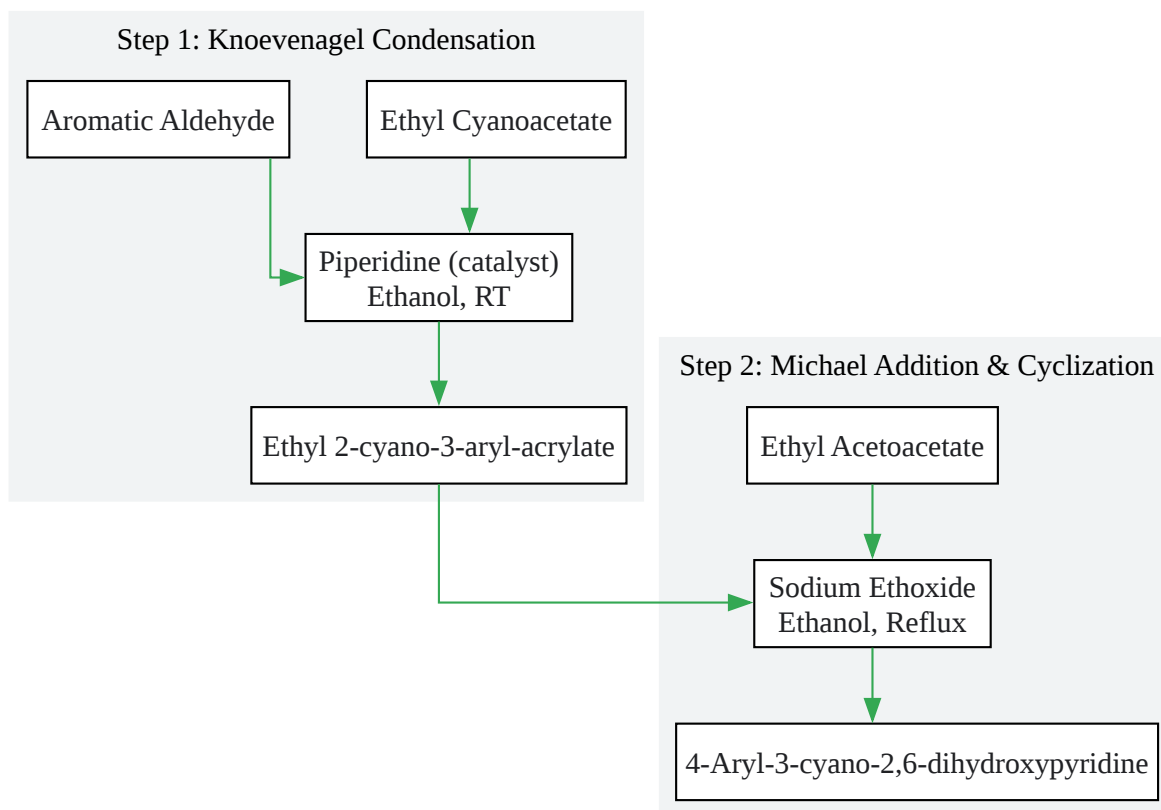 Step 1: Knoevenagel Condensation
Aromatic Aldehyde
Ethyl Cyanoacetate
Piperidine (catalyst)
Ethanol, RT
Ethyl 2-cyano-3-aryl-acrylate
Step 2: Michael Addition & Cyclization
Ethyl Acetoacetate
Sodium Ethoxide
Ethanol, Reflux
4-Aryl-3-cyano-2,6-dihydroxypyridine